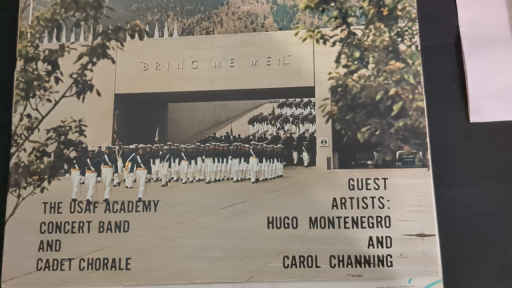 BRING ME MEN
THE USAF ACADEMY
CONCERT BAND
AND
CADET CHORALE
GUEST
ARTISTS:
HUGO MONTENEGRO
AND
CAROL CHANNING